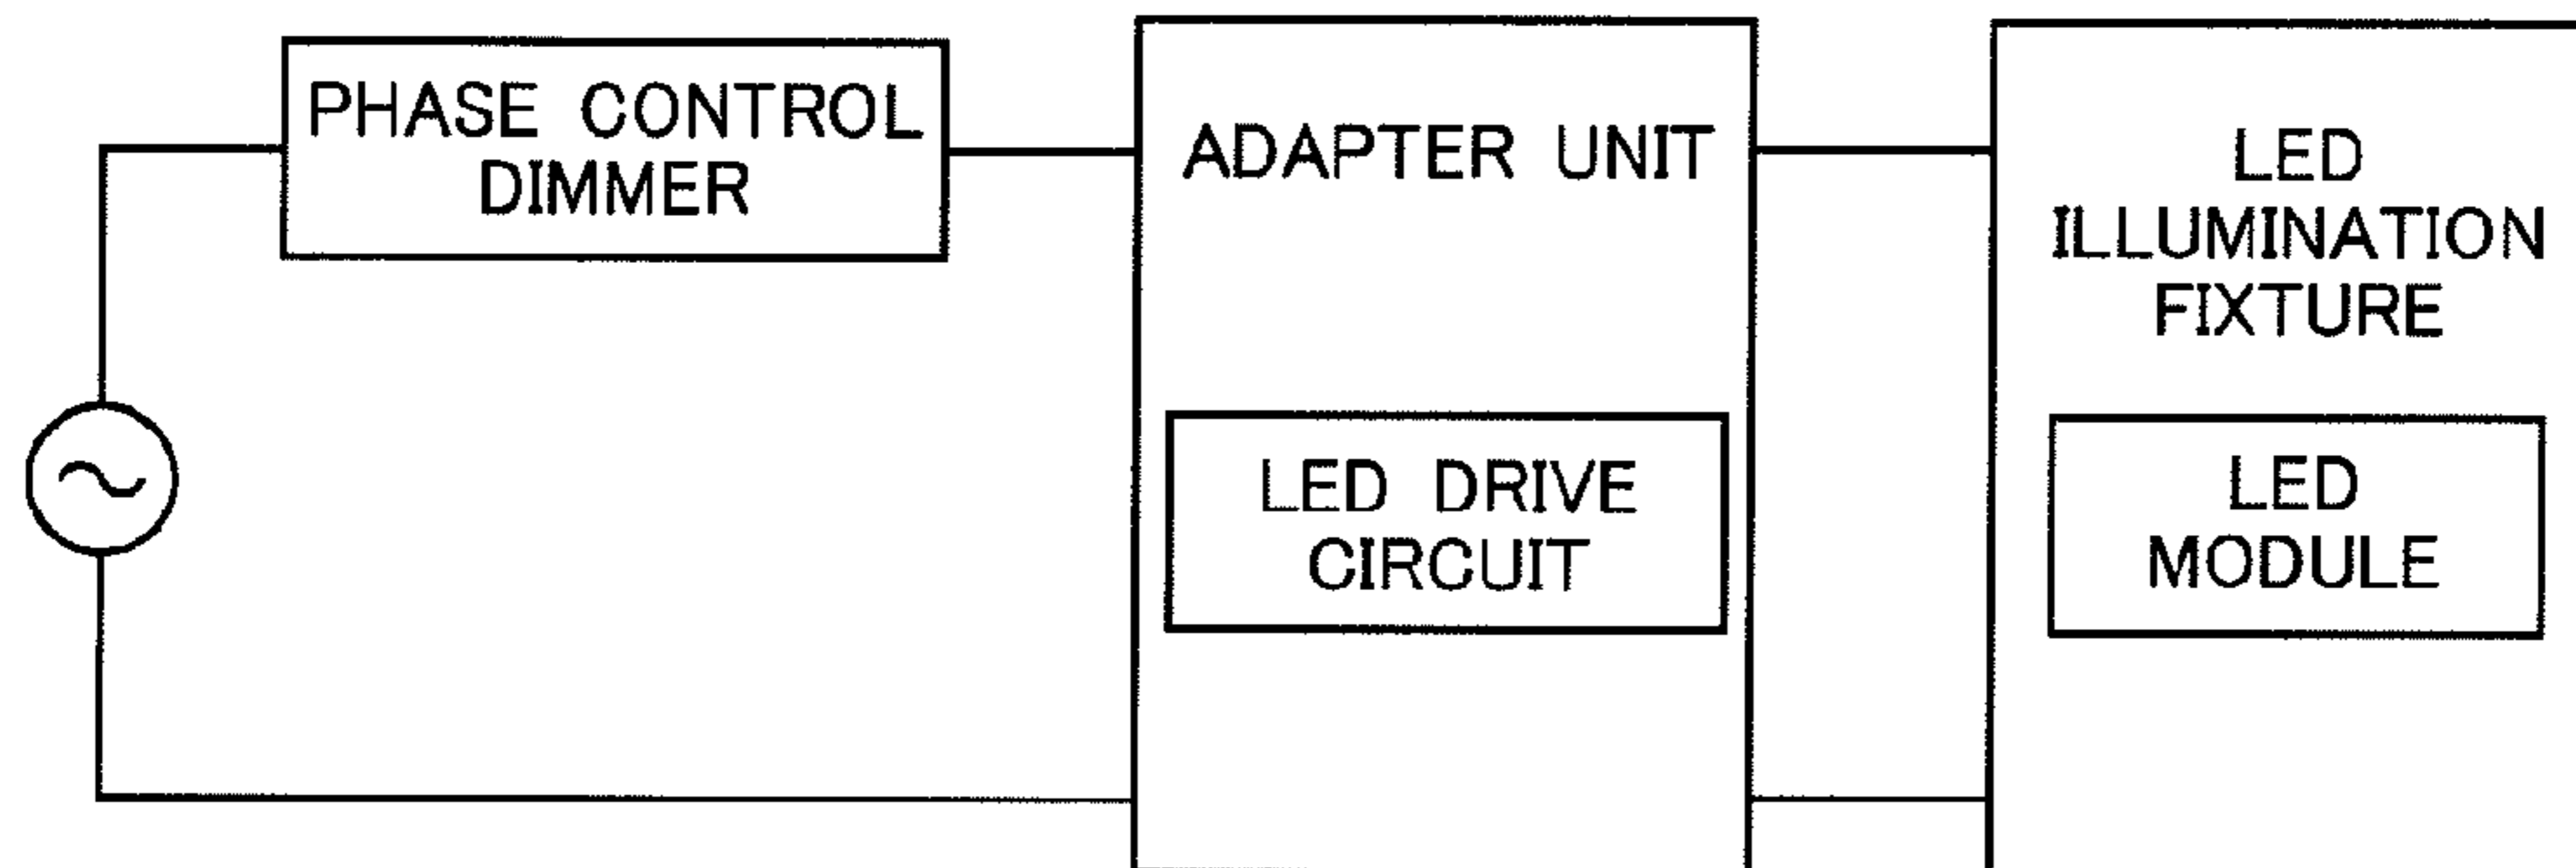 PHASE CONTROL
DIMMER
ADAPTER UNIT
LED DRIVE
CIRCUIT
LED
ILLUMINATION
FIXTURE
LED
MODULE